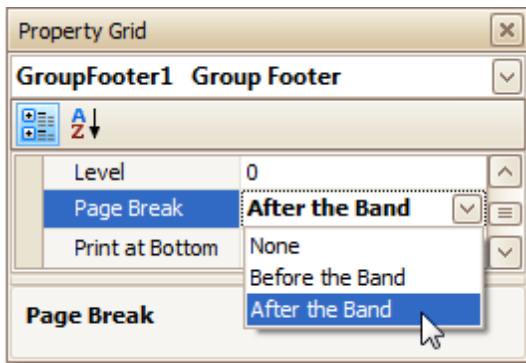 Property Grid
GroupFooter1 Group Footer
A
Z
Level 0
Page Break After the Band
Print at Bottom
None
Before the Band
After the Band
Page Break